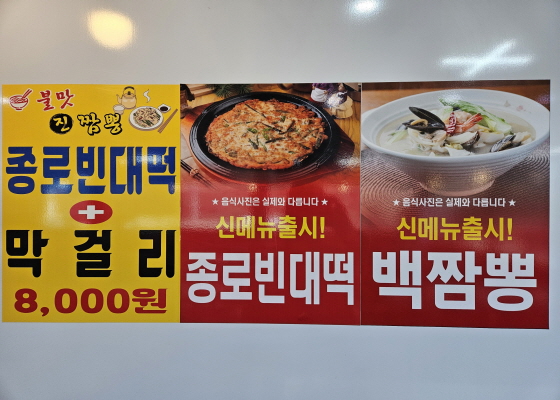 불맛
진짬뽕
종로빈대떡
+
막걸리
8,000원
★ 음식사진은 실제와 다릅니다 ★
신메뉴출시!
종로빈대떡
★ 음식사진은 실제와 다릅니다 ★
신메뉴출시!
백짬뽕